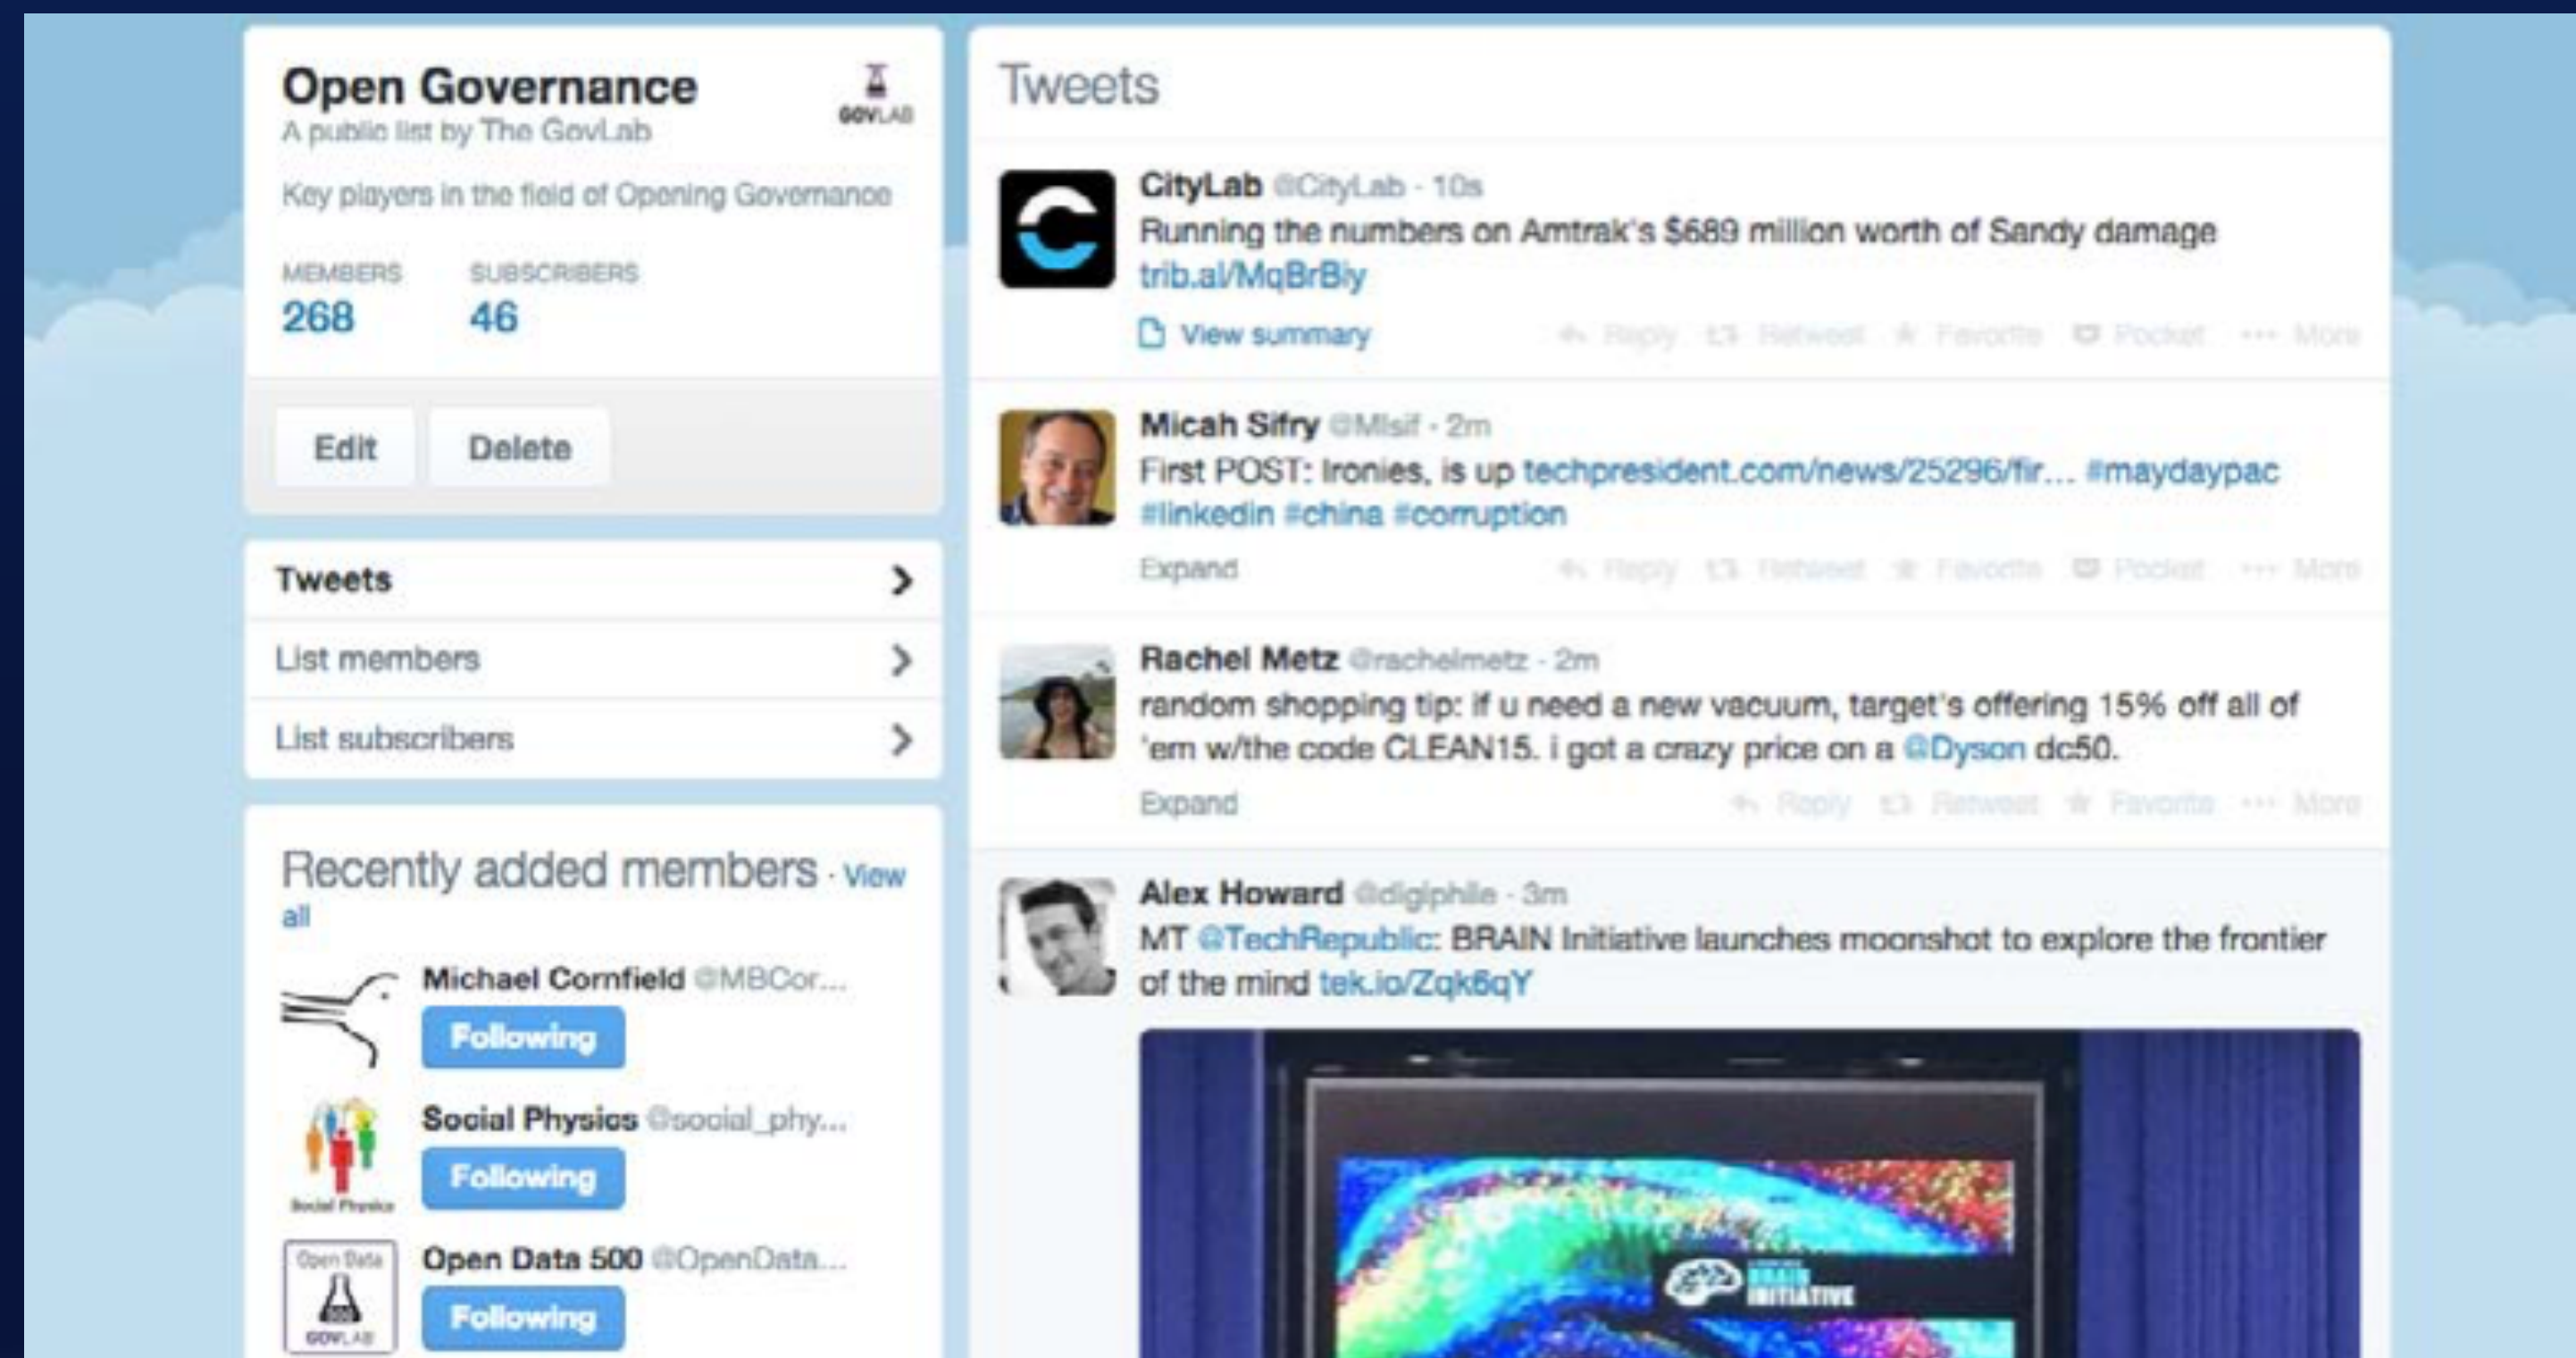 Open Governance
GOVLAB
A public list by The GovLab
Key players in the field of Opening Governance
MEMBERS SUBSCRIBERS
268 46
Edit Delete
Tweets
List members
List subscribers
Recently added members · View
all
Michael Cornfield @MBCor...
Following
Social Physics @social_phy...
Following
Social Physics
Open Data 500 @OpenData...
Following
Open Data
500
GOVLAB
Tweets
CityLab @CityLab · 10s
Running the numbers on Amtrak's $689 million worth of Sandy damage
trib.al/MqBrBiy
View summary Reply Retweet Favorite Pocket ··· More
Micah Sifry @Mlsif · 2m
First POST: Ironies, is up techpresident.com/news/25296/fir... #maydaypac
#linkedin #china #corruption
Expand Reply Retweet Favorite Pocket ··· More
Rachel Metz @rachelmetz · 2m
random shopping tip: if u need a new vacuum, target's offering 15% off all of
'em w/the code CLEAN15. i got a crazy price on a @Dyson dc50.
Expand Reply Retweet Favorite ··· More
Alex Howard @digiphile · 3m
MT @TechRepublic: BRAIN Initiative launches moonshot to explore the frontier
of the mind tek.io/Zqk6qY
BRAIN
INITIATIVE